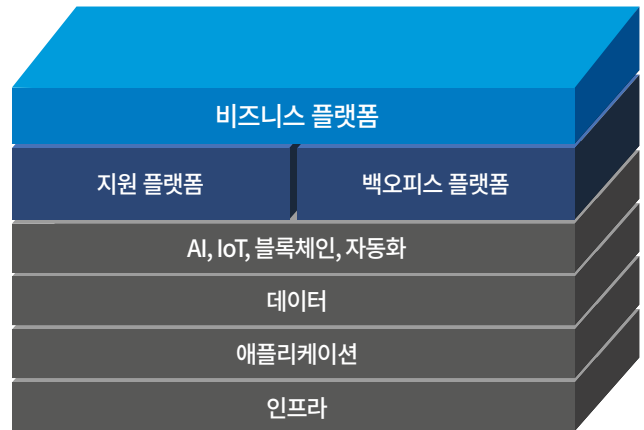 비즈니스 플랫폼
지원 플랫폼
백오피스 플랫폼
AI, IoT, 블록체인, 자동화
데이터
애플리케이션
인프라